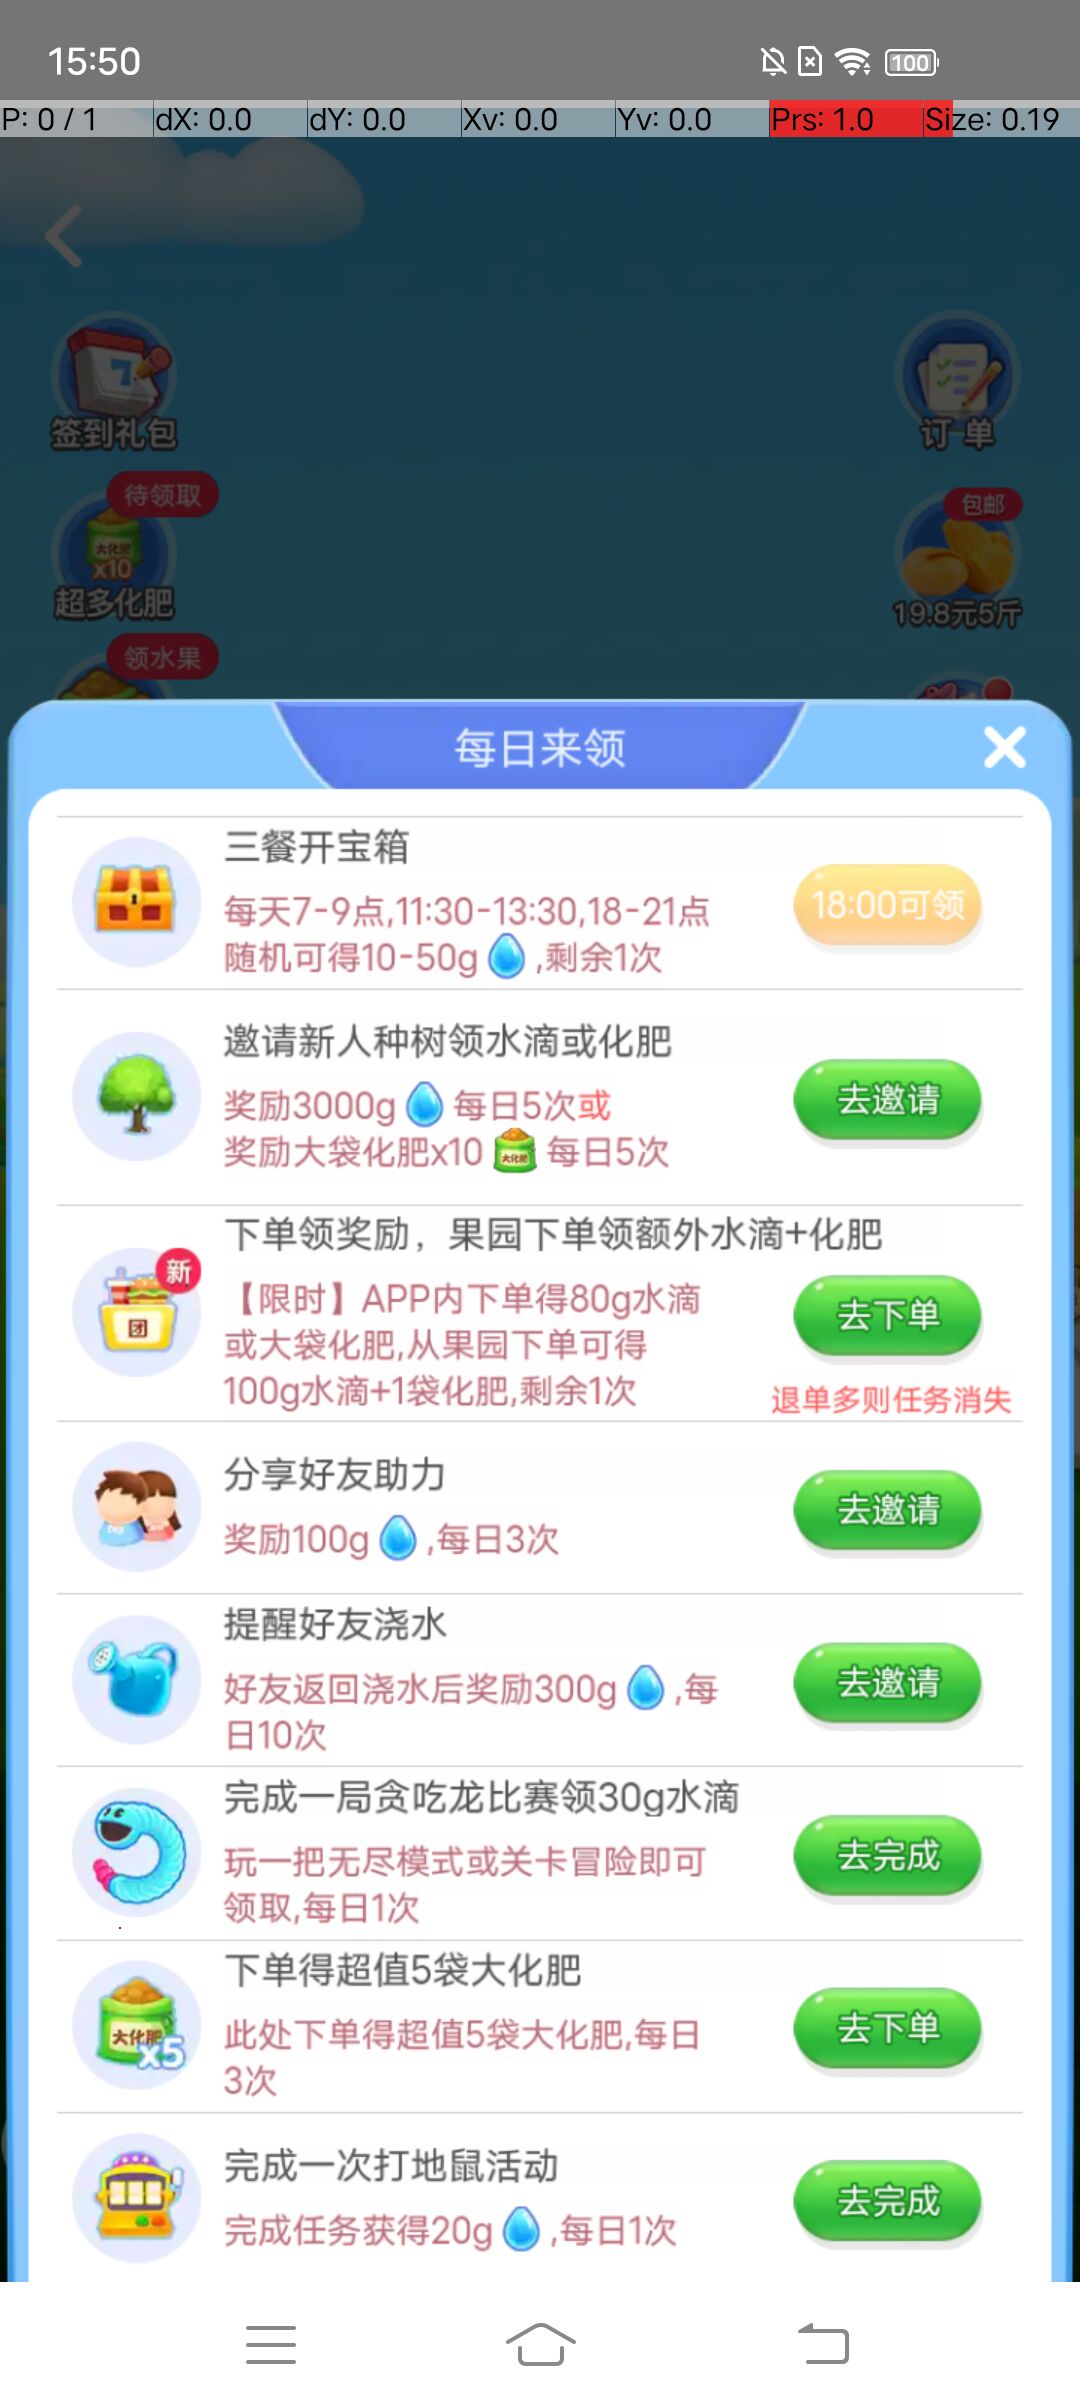 15:50
100
P: 0 / 1 dX: 0.0 dY: 0.0 Xv: 0.0 Yv: 0.0 Prs: 1.0 Size: 0.19
7
签到礼包
订单
待领取
包邮
大化肥
x10
超多化肥
19.8元5斤
领水果
每日来领
三餐开宝箱
每天7-9点,11:30-13:30,18-21点
随机可得10-50g ,剩余1次
18:00可领
邀请新人种树领水滴或化肥
奖励3000g 每日5次或
奖励大袋化肥x10 大化肥 每日5次
去邀请
下单领奖励，果园下单领额外水滴+化肥
新
团
【限时】APP内下单得80g水滴
或大袋化肥,从果园下单可得
100g水滴+1袋化肥,剩余1次
去下单
退单多则任务消失
分享好友助力
奖励100g ,每日3次
去邀请
提醒好友浇水
好友返回浇水后奖励300g ,每
日10次
去邀请
完成一局贪吃龙比赛领30g水滴
玩一把无尽模式或关卡冒险即可
领取,每日1次
去完成
下单得超值5袋大化肥
大化肥
x5
此处下单得超值5袋大化肥,每日
3次
去下单
完成一次打地鼠活动
完成任务获得20g ,每日1次
去完成